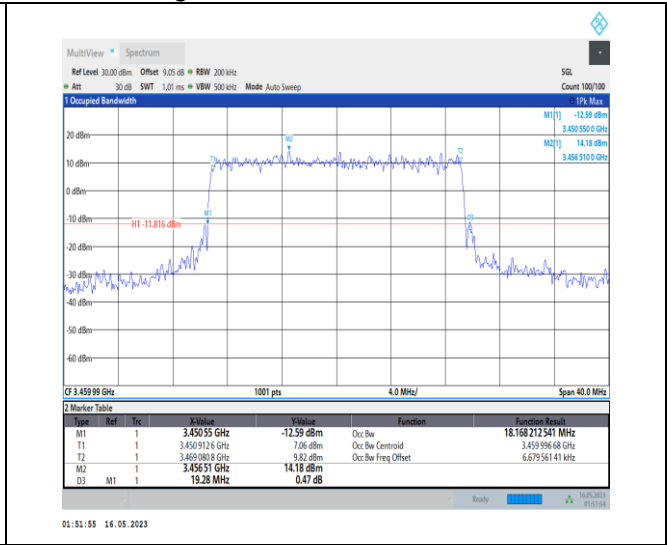 MultiView Spectrum
Ref Level 30.00 dBm Offset 9.05 dB RBW 200 kHz SGL
Att 30 dB SWT 1.01 ms VBW 500 kHz Mode Auto Sweep Count 100/100
1 Occupied Bandwidth 1Pk Max
M1[1] -12.59 dBm
3.450 550 0 GHz
M2[1] 14.18 dBm
3.456 510 0 GHz
20 dBm
M2
T1
T2
10 dBm
0 dBm
-10 dBm
M1
D3
H1 -11.816 dBm
-20 dBm
-30 dBm
-40 dBm
-50 dBm
-60 dBm
CF 3.459 99 GHz 1001 pts 4.0 MHz/ Span 40.0 MHz
2 Marker Table
Type Ref Trc X-Value Y-Value Function Function Result
M1 1 3.450 55 GHz -12.59 dBm Occ Bw 18.168 212 541 MHz
T1 1 3.450 912 6 GHz 7.06 dBm Occ Bw Centroid 3.459 996 68 GHz
T2 1 3.469 080 8 GHz 9.82 dBm Occ Bw Freq Offset 6.679 561 41 kHz
M2 1 3.456 51 GHz 14.18 dBm
D3 M1 1 19.28 MHz 0.47 dB
Ready 16.05.2023
01:51:54
01:51:55 16.05.2023